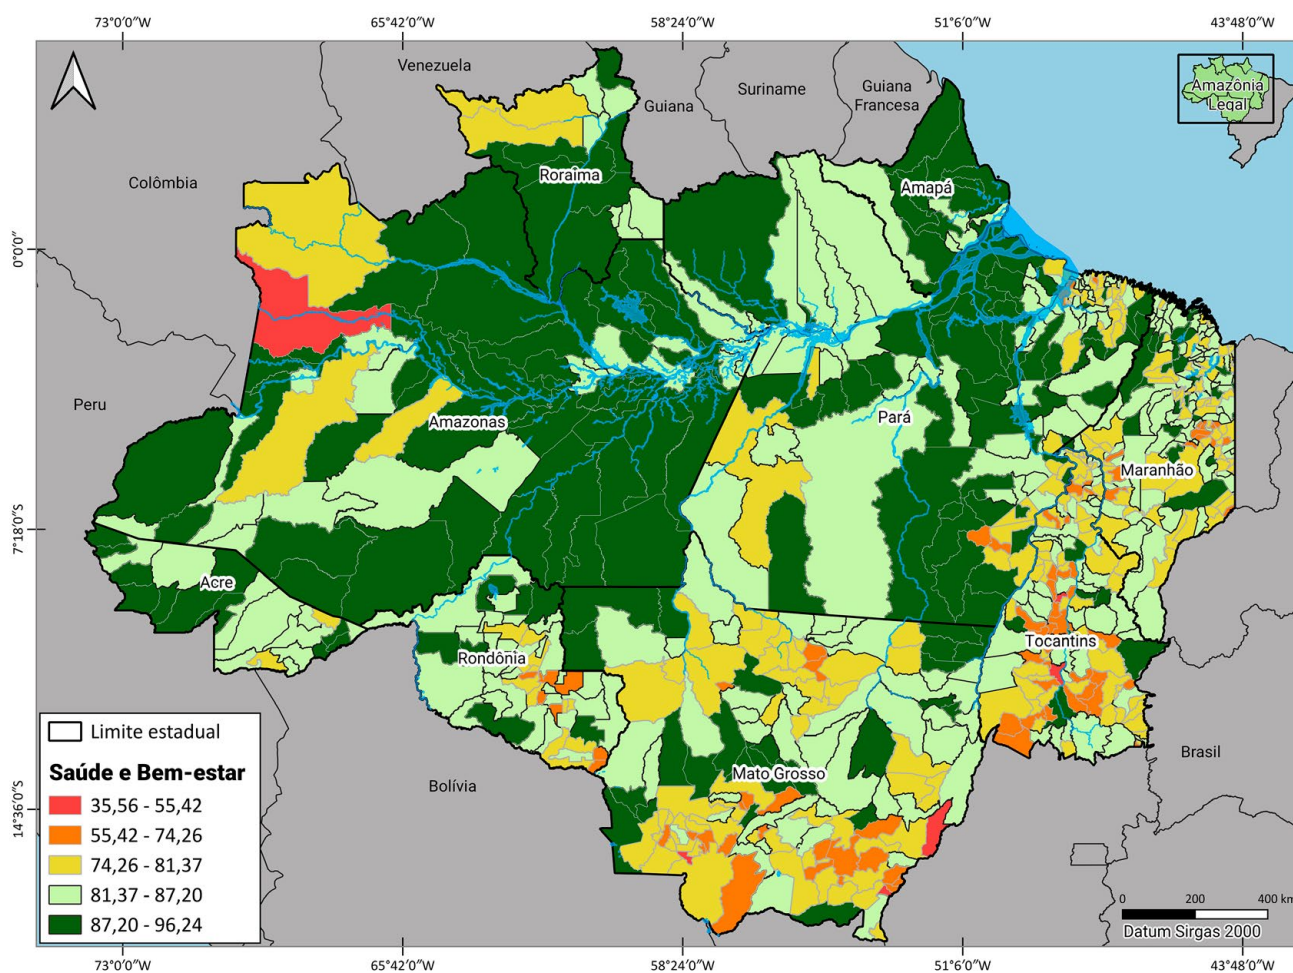 73°0′0″W
65°42′0″W
58°24′0″W
51°6′0″W
43°48′0″W
Venezuela
Guiana
Suriname
Guiana
Francesa
Amazônia
Legal
Colômbia
Roraima
Amapá
0°0′0″
Peru
Amazonas
Pará
Maranhão
7°18′0″S
Acre
Rondônia
Tocantins
Mato Grosso
Bolívia
Brasil
14°36′0″S
Limite estadual
Saúde e Bem-estar
35,56 - 55,42
55,42 - 74,26
74,26 - 81,37
81,37 - 87,20
87,20 - 96,24
0 200 400 km
Datum Sirgas 2000
73°0′0″W
65°42′0″W
58°24′0″W
51°6′0″W
43°48′0″W